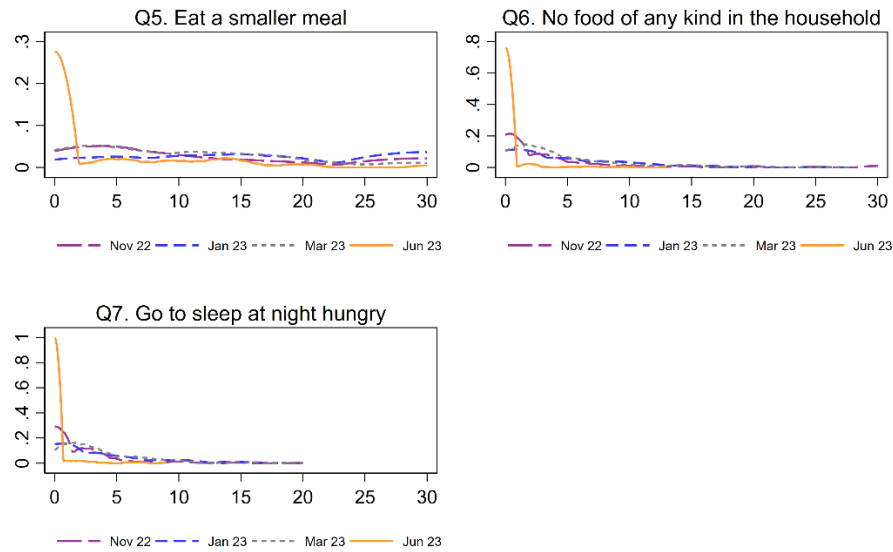 Q5. Eat a smaller meal
.3
.2
.1
0
0 5 10 15 20 25 30
Nov 22 Jan 23 Mar 23 Jun 23
Q6. No food of any kind in the household
.8
.6
.4
.2
0
0 5 10 15 20 25 30
Nov 22 Jan 23 Mar 23 Jun 23
Q7. Go to sleep at night hungry
1
.8
.6
.4
.2
0
0 5 10 15 20 25 30
Nov 22 Jan 23 Mar 23 Jun 23